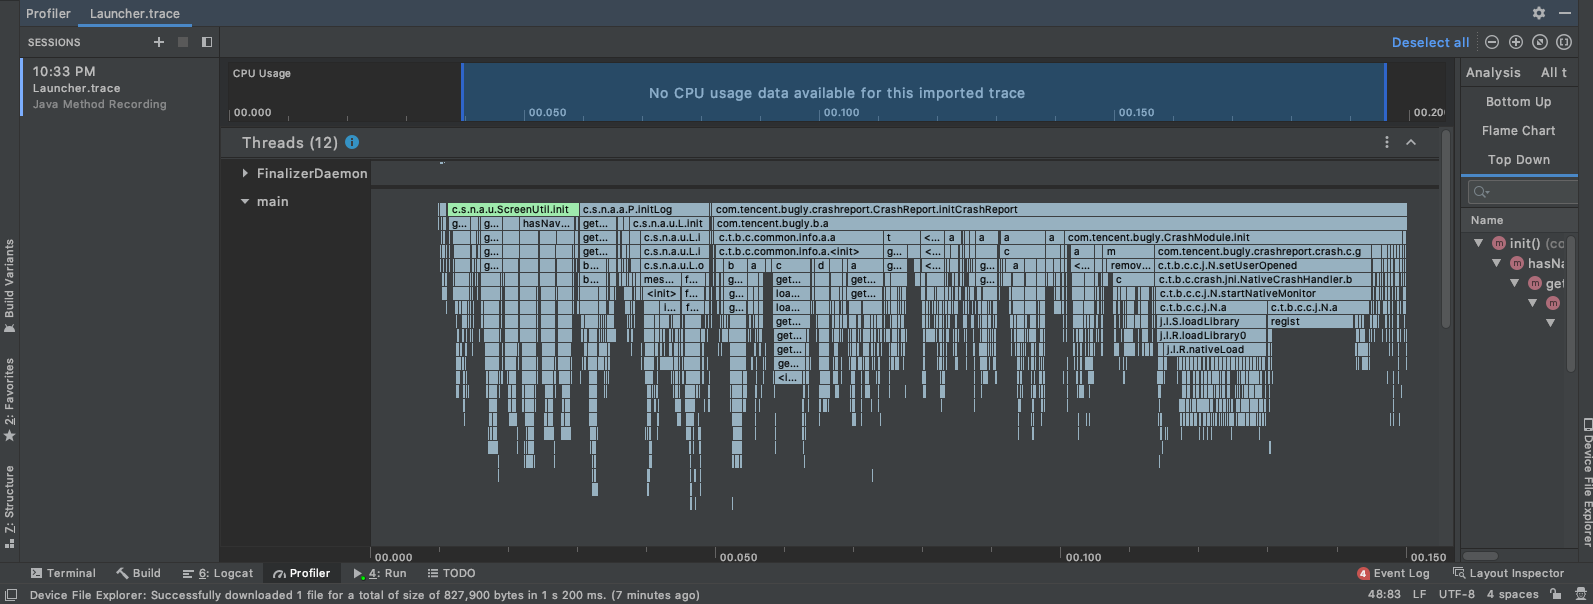 Profiler Launcher.trace
SESSIONS
10:33 PM
Launcher.trace
Java Method Recording
Deselect all
CPU Usage
No CPU usage data available for this imported trace
00.000 00.050 00.100 00.150 00.20
Threads (12)
FinalizerDaemon
main
c.s.n.a.u.ScreenUtil.init c.s.n.a.a.P.initLog com.tencent.bugly.crashreport.CrashReport.initCrashReport
g... g... hasNav... get... c.s.n.a.u.L.init com.tencent.bugly.b.a
g... get... c.s.n.a.u.L.i c.t.b.c.common.info.a.a t <... a a a a com.tencent.bugly.CrashModule.init
g... get... c.s.n.a.u.L.i c.t.b.c.common.info.a.<init> g... <... c a m com.tencent.bugly.crashreport.crash.c.g
g... b... c.s.n.a.u.L.o b a c d a g... <... a <... remov... c.t.b.c.c.j.N.setUserOpened
b... mes... f... g... get... get... g... c c.t.b.c.crash.jni.NativeCrashHandler.b
<init> f... g... loa... get... c.t.b.c.c.j.N.startNativeMonitor
i... f... g... loa... c.t.b.c.c.j.N.a c.t.b.c.c.j.N.a
get... j.l.S.loadLibrary regist
get... j.l.R.loadLibrary0
get... j.l.R.nativeLoad
ge...
<i...
00.000 00.050 00.100 00.150
Analysis All t
Bottom Up
Flame Chart
Top Down
Name
m init() (co
m hasNa
m get
m
Build Variants
2: Favorites
7: Structure
Device File Explorer
Terminal Build 6: Logcat Profiler 4: Run TODO 4 Event Log Layout Inspector
Device File Explorer: Successfully downloaded 1 file for a total of size of 827,900 bytes in 1 s 200 ms. (7 minutes ago) 48:83 LF UTF-8 4 spaces